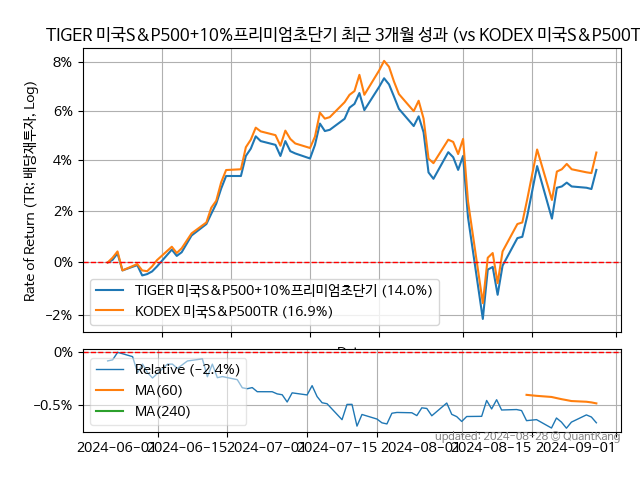 TIGER 미국S&P500+10%프리미엄초단기 최근 3개월 성과 (vs KODEX 미국S&P500T
8%
6%
4%
2%
0%
−2%
Rate of Return (TR: 배당재투자, Log)
TIGER 미국S&P500+10%프리미엄초단기 (14.0%)
KODEX 미국S&P500TR (16.9%)
0%
−0.5%
Relative (−2.4%)
MA(60)
MA(240)
updated: 2024-08-28 © QuantKang
2024-06-01
2024-06-15
2024-07-01
2024-07-15
2024-08-01
2024-08-15
2024-09-01